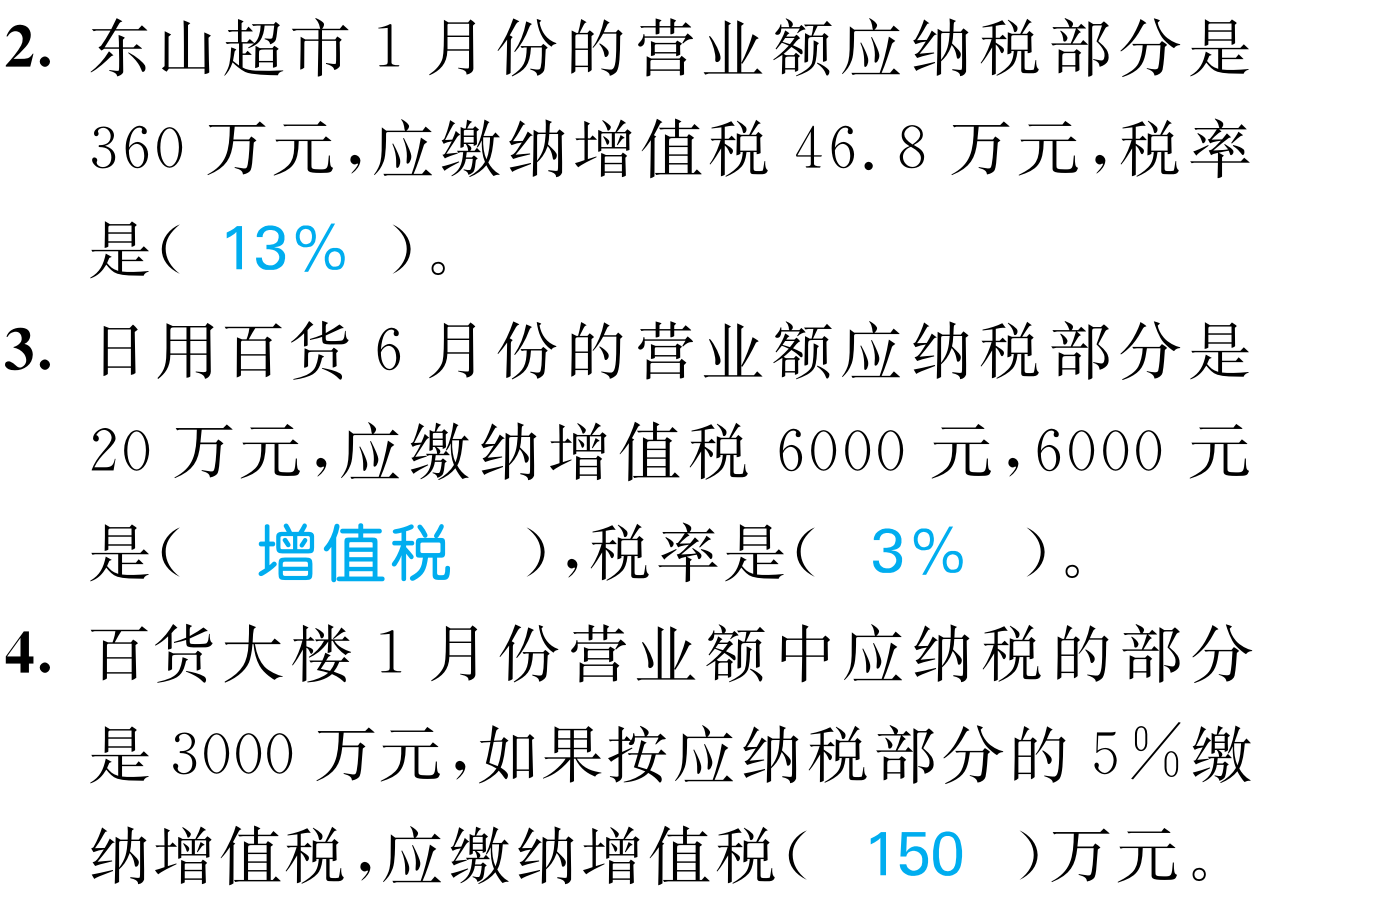 2. 东山超市 1 月份的营业额应纳税部分是
360 万元,应缴纳增值税 46.8 万元,税率
是( 13% )。
3. 日用百货 6 月份的营业额应纳税部分是
20 万元,应缴纳增值税 6000 元,6000 元
是( 增值税 ),税率是( 3% )。
4. 百货大楼 1 月份营业额中应纳税的部分
是 3000 万元,如果按应纳税部分的 5%缴
纳增值税,应缴纳增值税( 150 )万元。